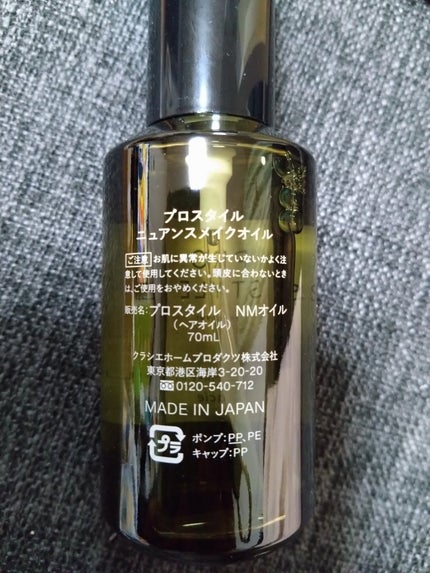 プロスタイル
ニュアンスメイクオイル
ご注意 お肌に異常が生じていないかよく注
意して使用してください。頭皮に合わないとき
は、ご使用をおやめください。
販売名:プロスタイル NMオイル
(ヘアオイル)
70mL
クラシエホームプロダクツ株式会社
東京都港区海岸3-20-20
0120-540-712
MADE IN JAPAN
プラ
ポンプ:PP、PE
キャップ:PP